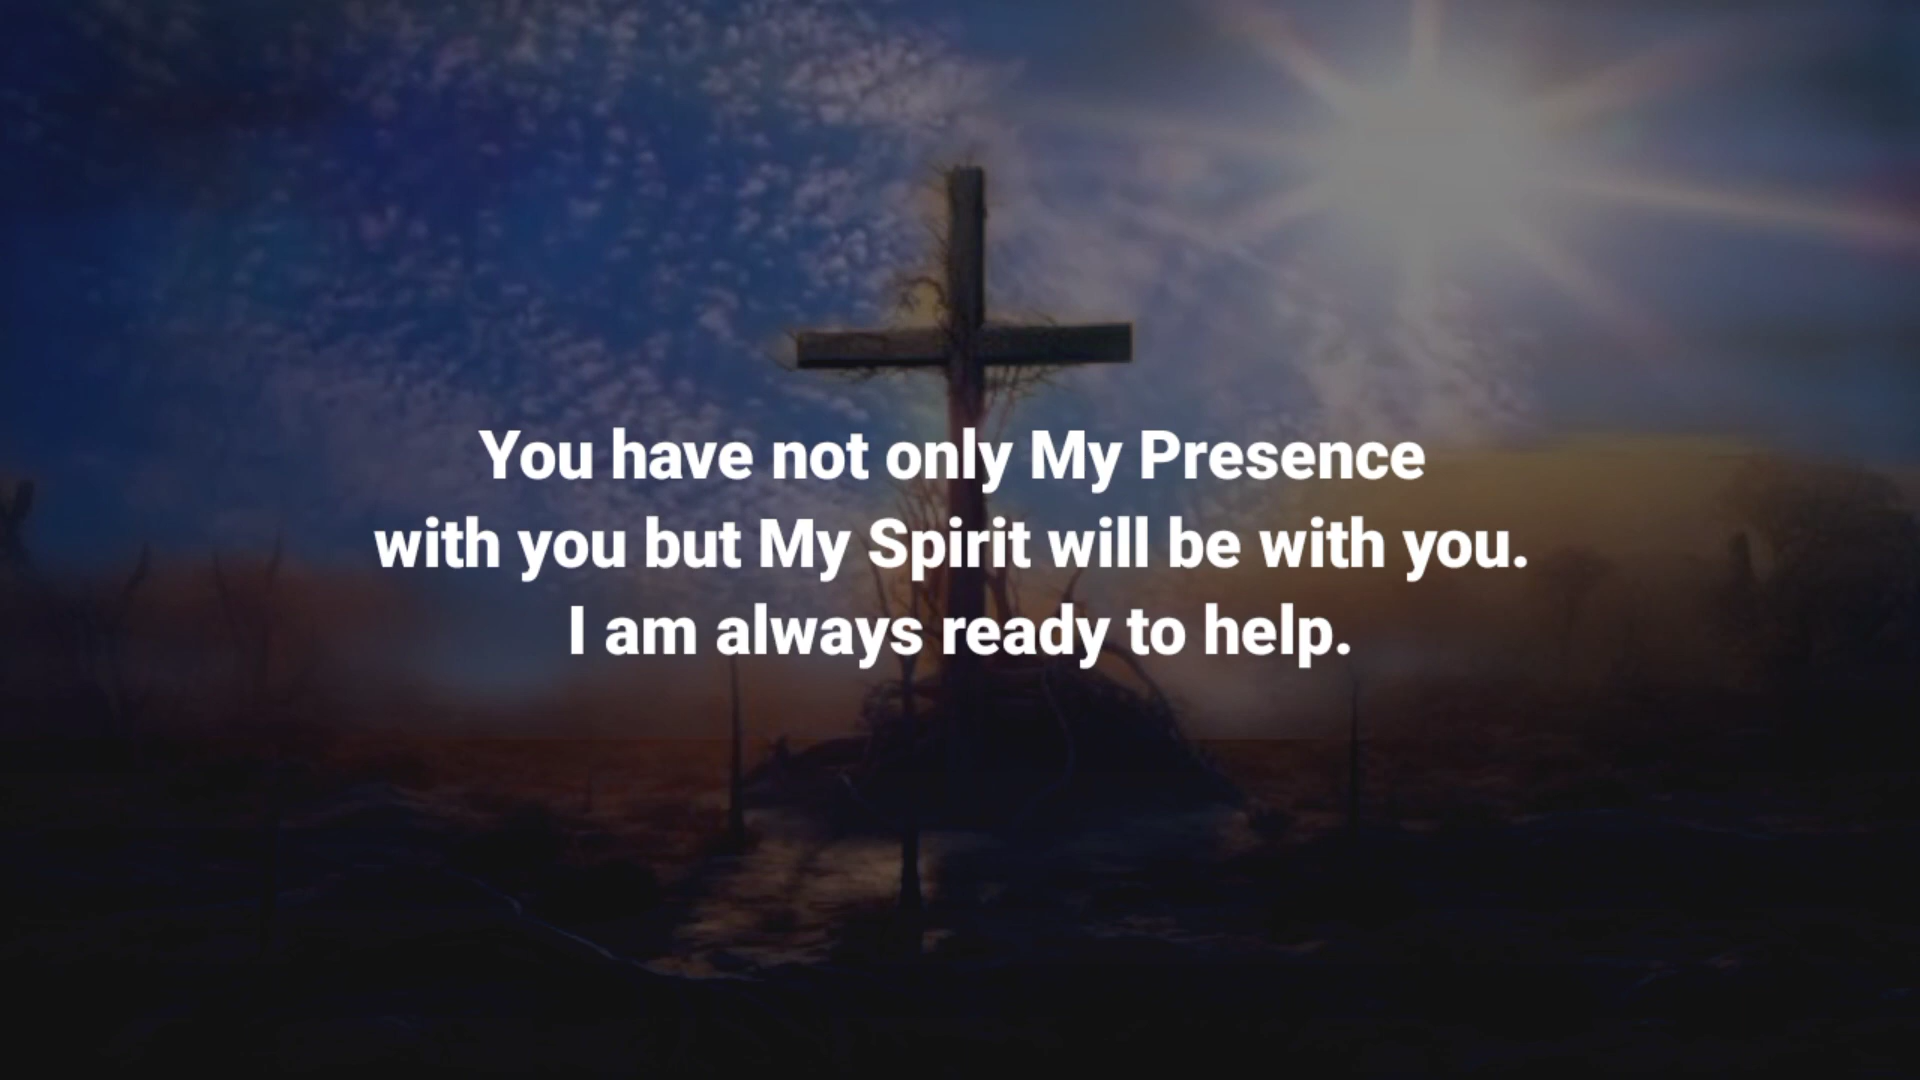 You have not only My Presence
with you but My Spirit will be with you.
I am always ready to help.